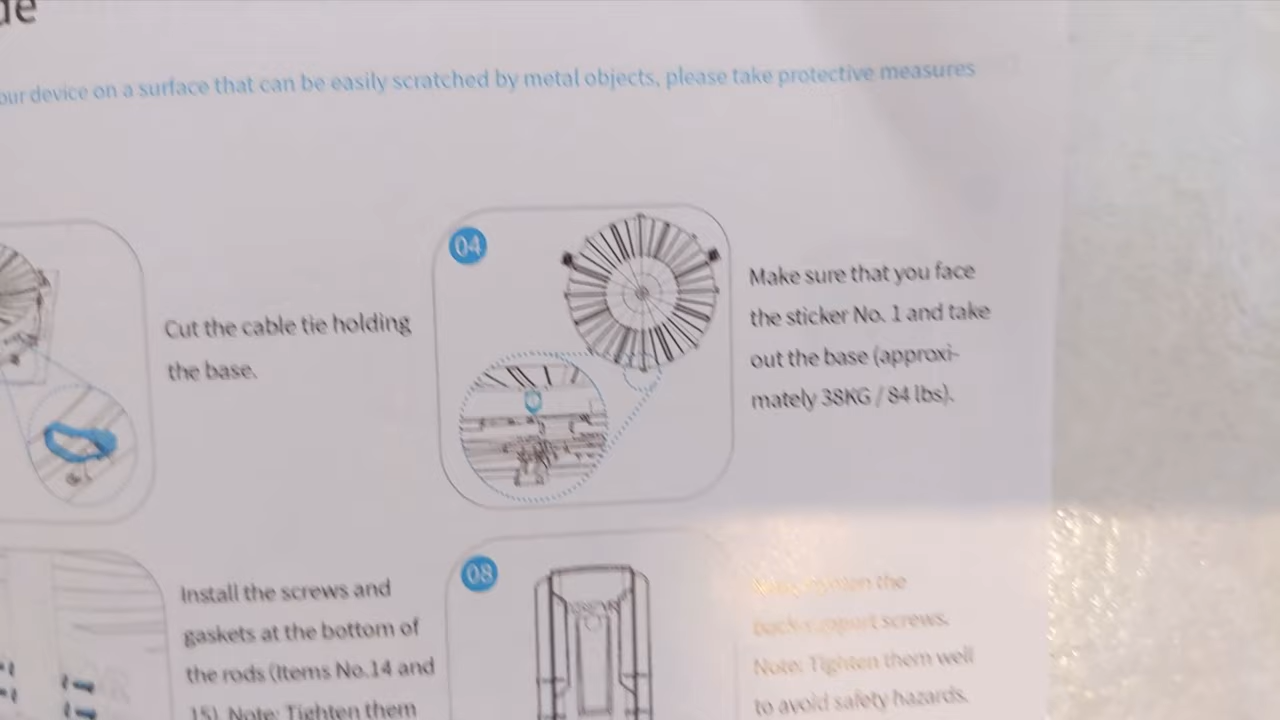 our device on a surface that can be easily scratched by metal objects, please take protective measures
Cut the cable tie holding
the base.
04
Make sure that you face
the sticker No. 1 and take
out the base (approxi-
mately 38KG / 84 lbs).
Install the screws and
gaskets at the bottom of
the rods (Items No.14 and
15). Note: Tighten them
08
the
screws.
Note: Tighten them well
to avoid safety hazards.